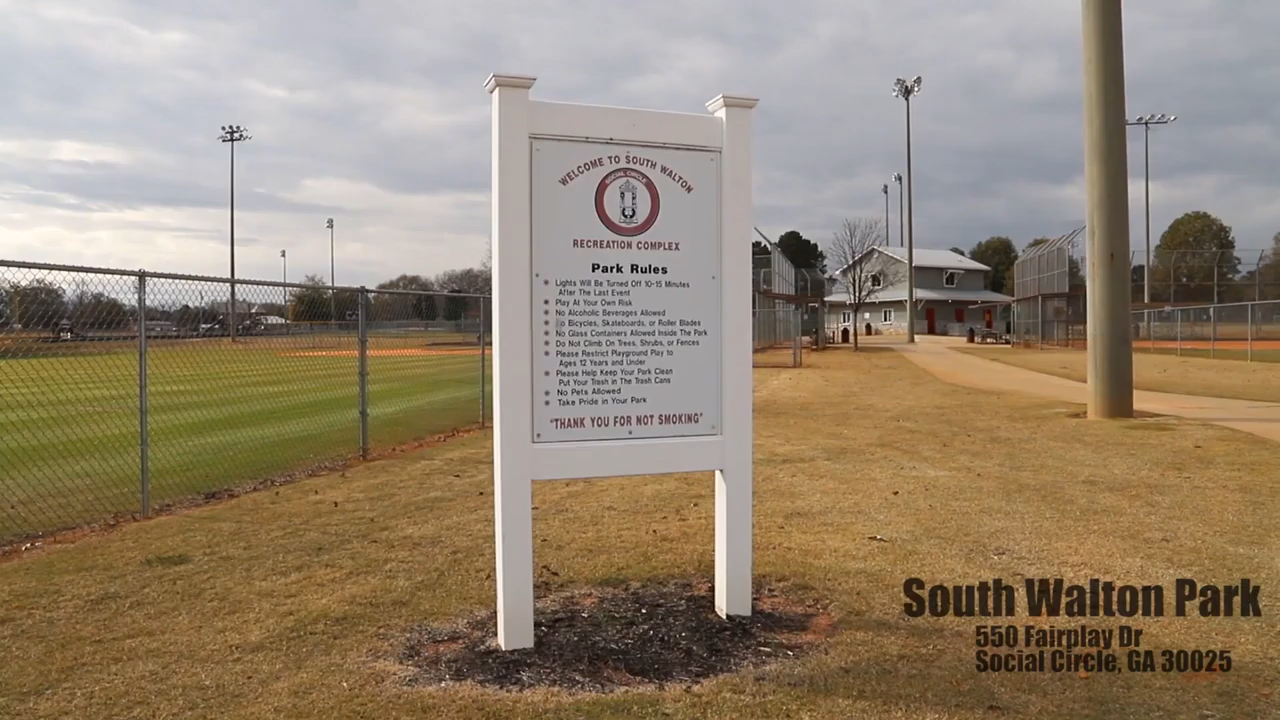 WELCOME TO SOUTH WALTON
SOCIAL CIRCLE
RECREATION COMPLEX
Park Rules
Lights Will Be Turned Off 10-15 Minutes
After The Last Event
Play At Your Own Risk
No Alcoholic Beverages Allowed
o Bicycles, Skateboards, or Roller Blades
No Glass Containers Allowed Inside The Park
Do Not Climb On Trees, Shrubs, or Fences
Please Restrict Playground Play to
Ages 12 Years and Under
Please Help Keep Your Park Clean
Put Your Trash in The Trash Cans
No Pets Allowed
Take Pride in Your Park
"THANK YOU FOR NOT SMOKING"
South Walton Park
550 Fairplay Dr
Social Circle, GA 30025